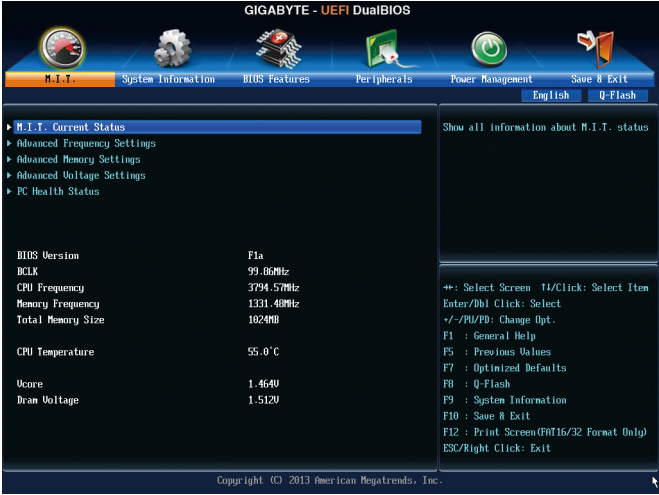 GIGABYTE - UEFI DualBIOS
M.I.T.
System Information
BIOS Features
Peripherals
Power Management
Save & Exit
English
Q-Flash
M.I.T. Current Status
Advanced Frequency Settings
Advanced Memory Settings
Advanced Voltage Settings
PC Health Status
BIOS Version F1a
BCLK 99.86MHz
CPU Frequency 3794.57MHz
Memory Frequency 1331.48MHz
Total Memory Size 1024MB
CPU Temperature 55.0°C
Vcore 1.464V
Dram Voltage 1.512V
Show all information about M.I.T. status
→←: Select Screen ↑↓/Click: Select Item
Enter/Dbl Click: Select
+/-/PU/PD: Change Opt.
F1 : General Help
F5 : Previous Values
F7 : Optimized Defaults
F8 : Q-Flash
F9 : System Information
F10 : Save & Exit
F12 : Print Screen(FAT16/32 Format Only)
ESC/Right Click: Exit
Copyright (C) 2013 American Megatrends, Inc.